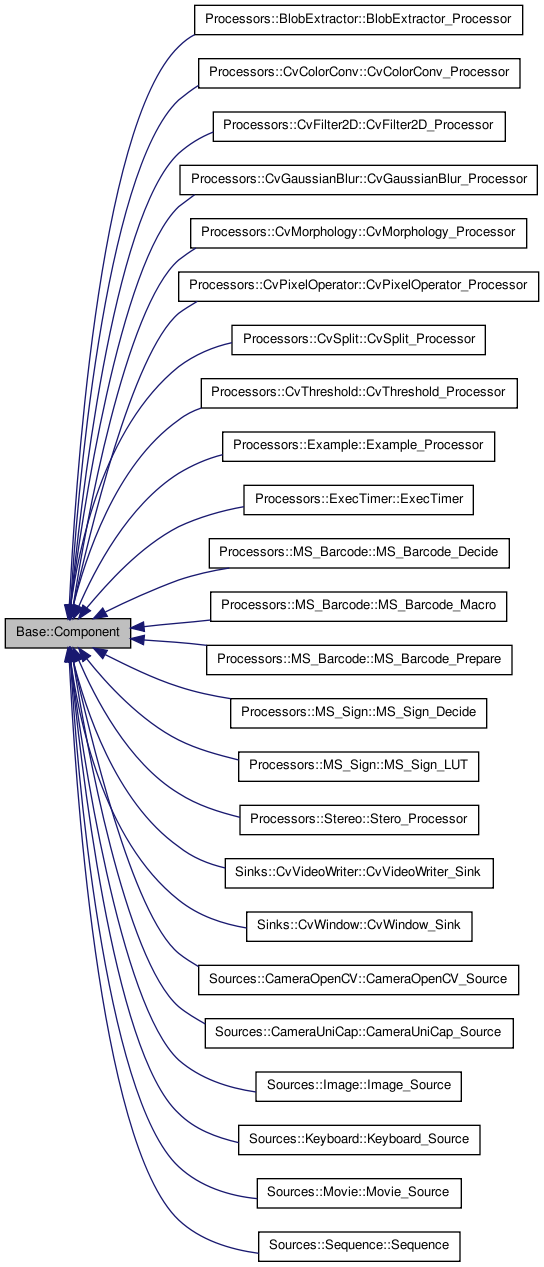 Processors::BlobExtractor::BlobExtractor_Processor
Processors::CvColorConv::CvColorConv_Processor
Processors::CvFilter2D::CvFilter2D_Processor
Processors::CvGaussianBlur::CvGaussianBlur_Processor
Processors::CvMorphology::CvMorphology_Processor
Processors::CvPixelOperator::CvPixelOperator_Processor
Processors::CvSplit::CvSplit_Processor
Processors::CvThreshold::CvThreshold_Processor
Processors::Example::Example_Processor
Processors::ExecTimer::ExecTimer
Processors::MS_Barcode::MS_Barcode_Decide
Processors::MS_Barcode::MS_Barcode_Macro
Base::Component
Processors::MS_Barcode::MS_Barcode_Prepare
Processors::MS_Sign::MS_Sign_Decide
Processors::MS_Sign::MS_Sign_LUT
Processors::Stereo::Stero_Processor
Sinks::CvVideoWriter::CvVideoWriter_Sink
Sinks::CvWindow::CvWindow_Sink
Sources::CameraOpenCV::CameraOpenCV_Source
Sources::CameraUniCap::CameraUniCap_Source
Sources::Image::Image_Source
Sources::Keyboard::Keyboard_Source
Sources::Movie::Movie_Source
Sources::Sequence::Sequence